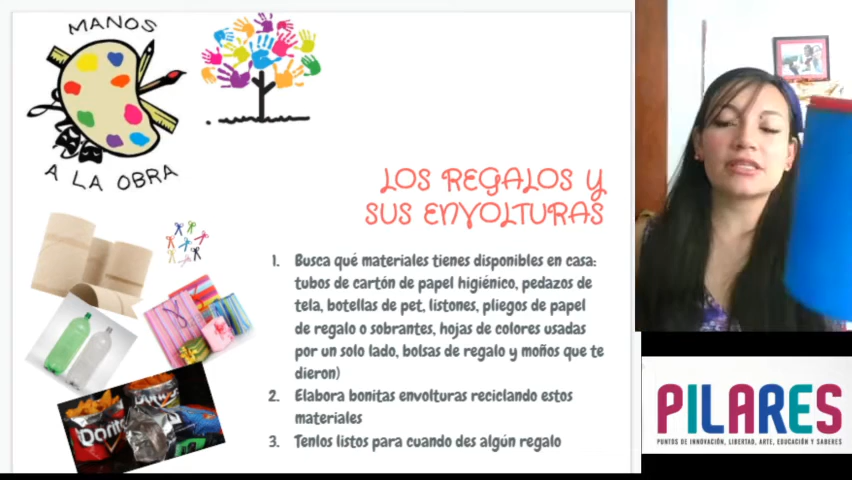 MANOS
A LA OBRA
LOS REGALOS y
SUS ENVOLTURAS
1. Busca qué materiales tienes disponibles en casa:
tubos de cartón de papel higiénico, pedazos de
tela, botellas de pet, listones, pliegos de papel
de regalo o sobrantes, hojas de colores usadas
por un solo lado, bolsas de regalo y moños que te
dieron)
2. Elabora bonitas envolturas reciclando estos
materiales
3. Tenlos listos para cuando des algún regalo
Doritos
PILARES
PUNTOS DE INNOVACIÓN, LIBERTAD, ARTE, EDUCACIÓN Y SABERES